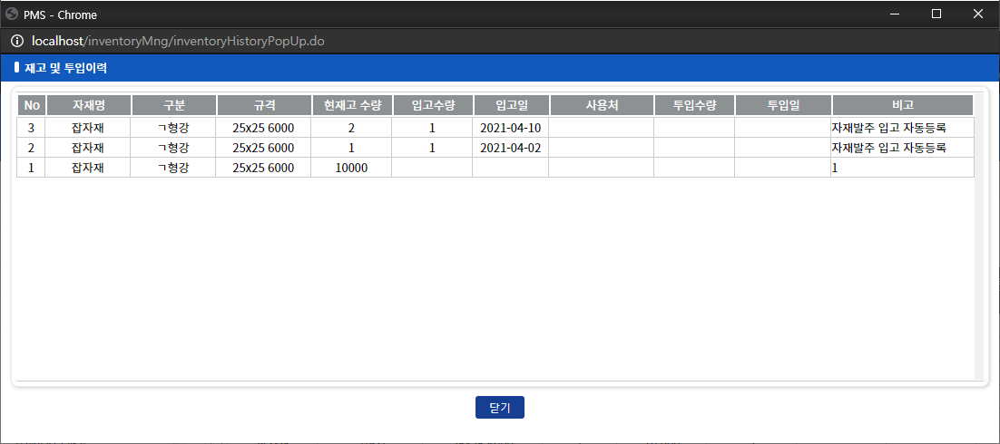 PMS - Chrome
localhost/inventoryMng/inventoryHistoryPopUp.do
재고 및 투입이력
No 자재명 구분 규격 현재고 수량 입고수량 입고일 사용처 투입수량 투입일 비고
3 잡자재 ㄱ형강 25x25 6000 2 1 2021-04-10 자재발주 입고 자동등록
2 잡자재 ㄱ형강 25x25 6000 1 1 2021-04-02 자재발주 입고 자동등록
1 잡자재 ㄱ형강 25x25 6000 10000 1
닫기